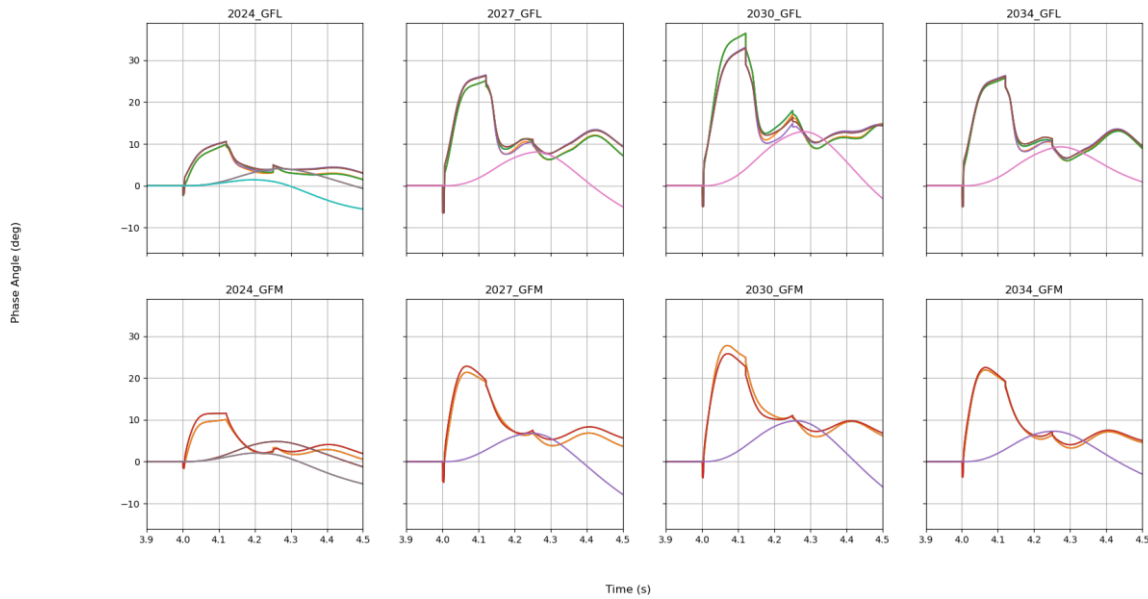 2024_GFL
2027_GFL
2030_GFL
2034_GFL
30
20
10
0
−10
2024_GFM
2027_GFM
2030_GFM
2034_GFM
30
20
10
0
−10
3.9 4.0 4.1 4.2 4.3 4.4 4.5
3.9 4.0 4.1 4.2 4.3 4.4 4.5
3.9 4.0 4.1 4.2 4.3 4.4 4.5
3.9 4.0 4.1 4.2 4.3 4.4 4.5
Phase Angle (deg)
Time (s)